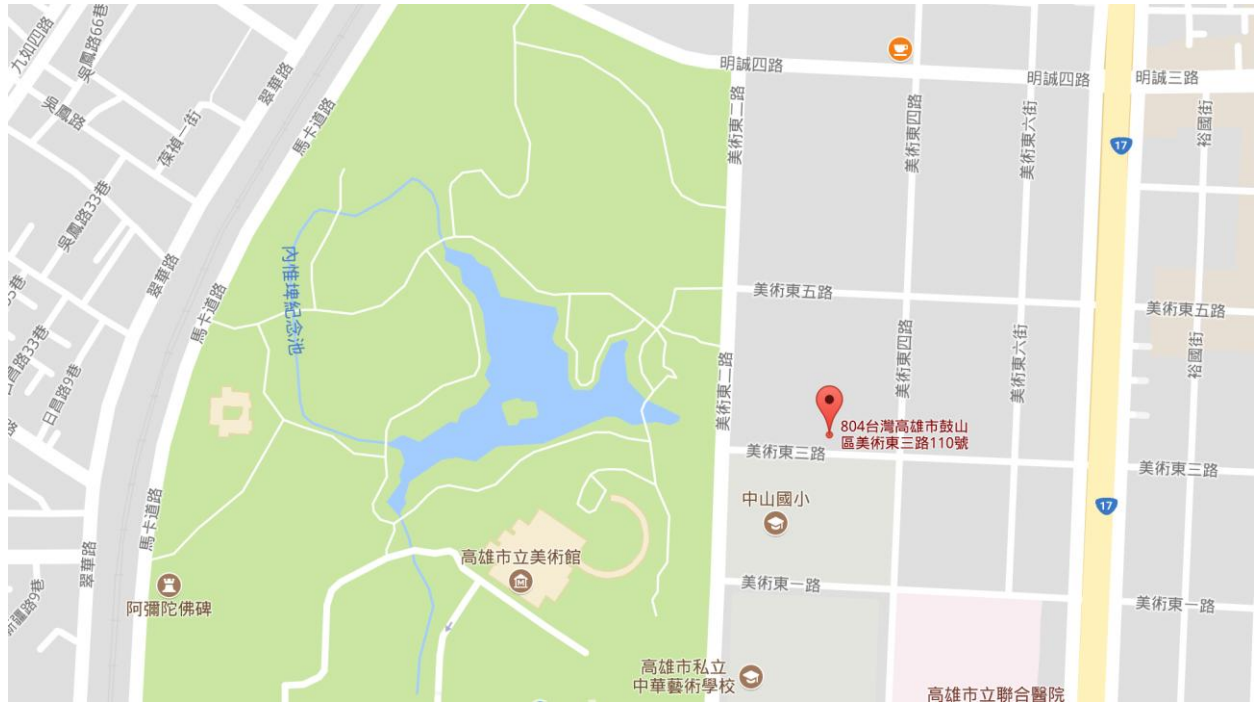 九如四路
吳鳳路66巷
翠華路
馬卡道路
明誠四路
明誠四路
明誠三路
吳鳳路
葆禎一街
美術東二路
美術東四路
美術東六街
17
裕國街
吳鳳路33巷
翠華路
馬卡道路
內惟埤紀念池
美術東五路
美術東五路
美術東四路
美術東六街
裕國街
日昌路9巷
美術東二路
804台灣高雄市鼓山
區美術東三路110號
美術東三路
美術東三路
中山國小
17
馬卡道路
翠華路
高雄市立美術館
阿彌陀佛碑
美術東一路
美術東一路
高雄市私立
中華藝術學校
高雄市立聯合醫院